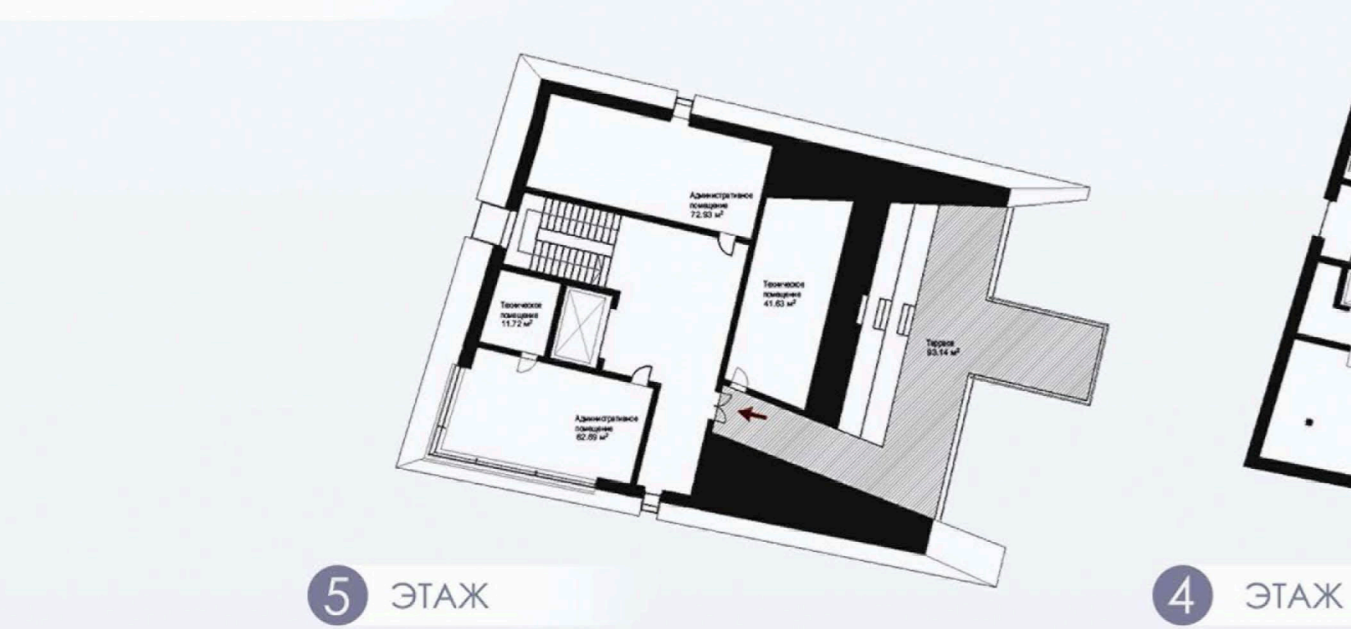 Административное
помещение
72.93 м²
Техническое
помещение
41.63 м²
Техническое
помещение
11.72 м²
Терраса
93.14 м²
Административное
помещение
62.69 м²
5 ЭТАЖ
4 ЭТАЖ